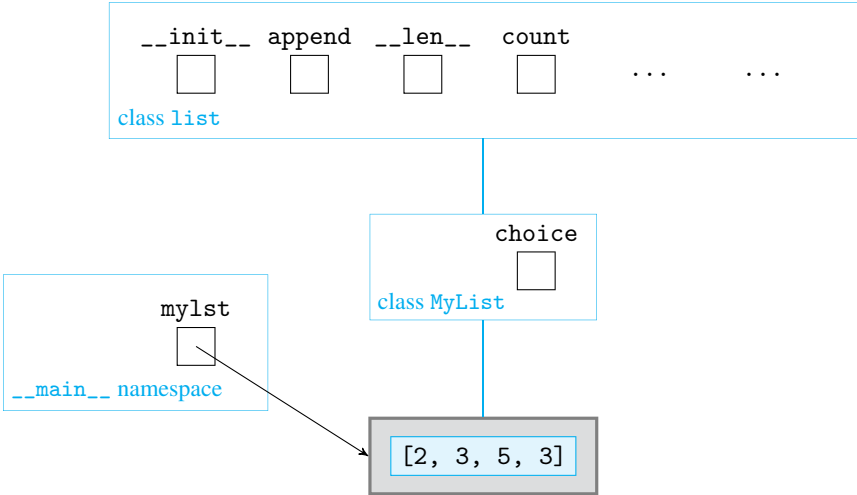 __init__ append __len__ count
... ...
class list
choice
class MyList
mylst
__main__ namespace
[2, 3, 5, 3]